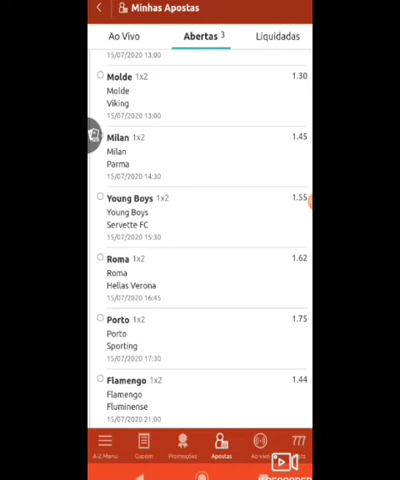 Minhas Apostas
Ao Vivo
Abertas 3
Liquidadas
15/07/2020 13:00
Molde 1x2
1.30
Molde
Viking
15/07/2020 13:00
Milan 1x2
1.45
Milan
Parma
15/07/2020 14:30
Young Boys 1x2
1.55
Young Boys
Servette FC
15/07/2020 15:30
Roma 1x2
1.62
Roma
Hellas Verona
15/07/2020 16:45
Porto 1x2
1.75
Porto
Sporting
15/07/2020 17:30
Flamengo 1x2
1.44
Flamengo
Fluminense
15/07/2020 21:00
A-Z Menu
Cupom
Promoções
Apostas
Ao vivo
777